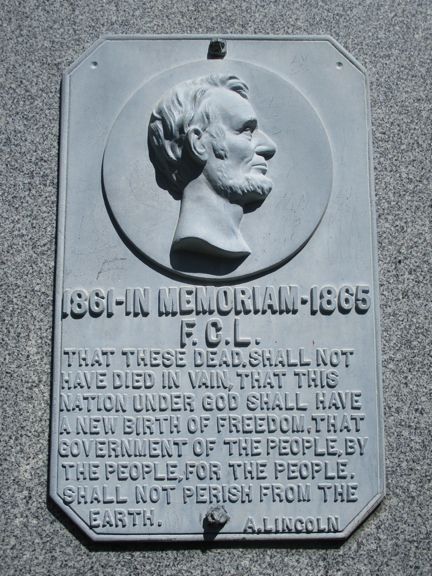 1861-IN MEMORIAM-1865
F.C.L.
THAT THESE DEAD. SHALL NOT
HAVE DIED IN VAIN, THAT THIS
NATION UNDER GOD SHALL HAVE
A NEW BIRTH OF FREEDOM, THAT
GOVERNMENT OF THE PEOPLE, BY
THE PEOPLE, FOR THE PEOPLE,
SHALL NOT PERISH FROM THE
EARTH. A. LINCOLN